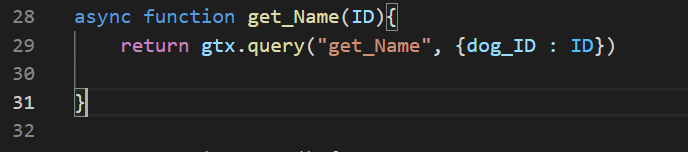 28 async function get_Name(ID){
29 return gtx.query("get_Name", {dog_ID : ID})
30
31 }
32